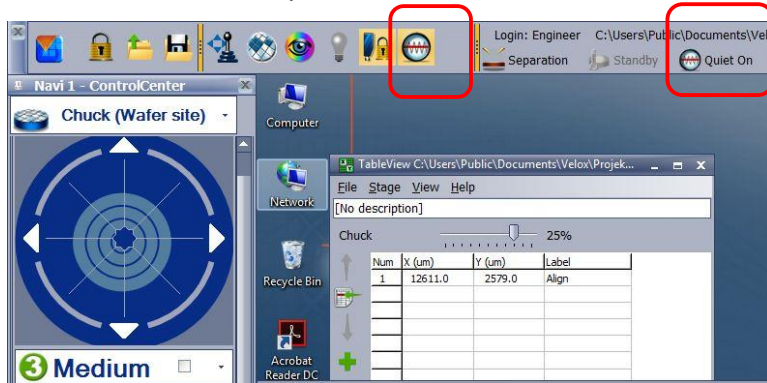 Login: Engineer C:\Users\Public\Documents\Vel
Separation Standby Quiet On
Navi 1 - ControlCenter
Chuck (Wafer site)
3 Medium
Computer
Network
Recycle Bin
Acrobat
Reader DC
TableView C:\Users\Public\Documents\Velox\Projek...
File Stage View Help
[No description]
Chuck 25%
Num X (um) Y (um) Label
1 12611.0 2579.0 Align